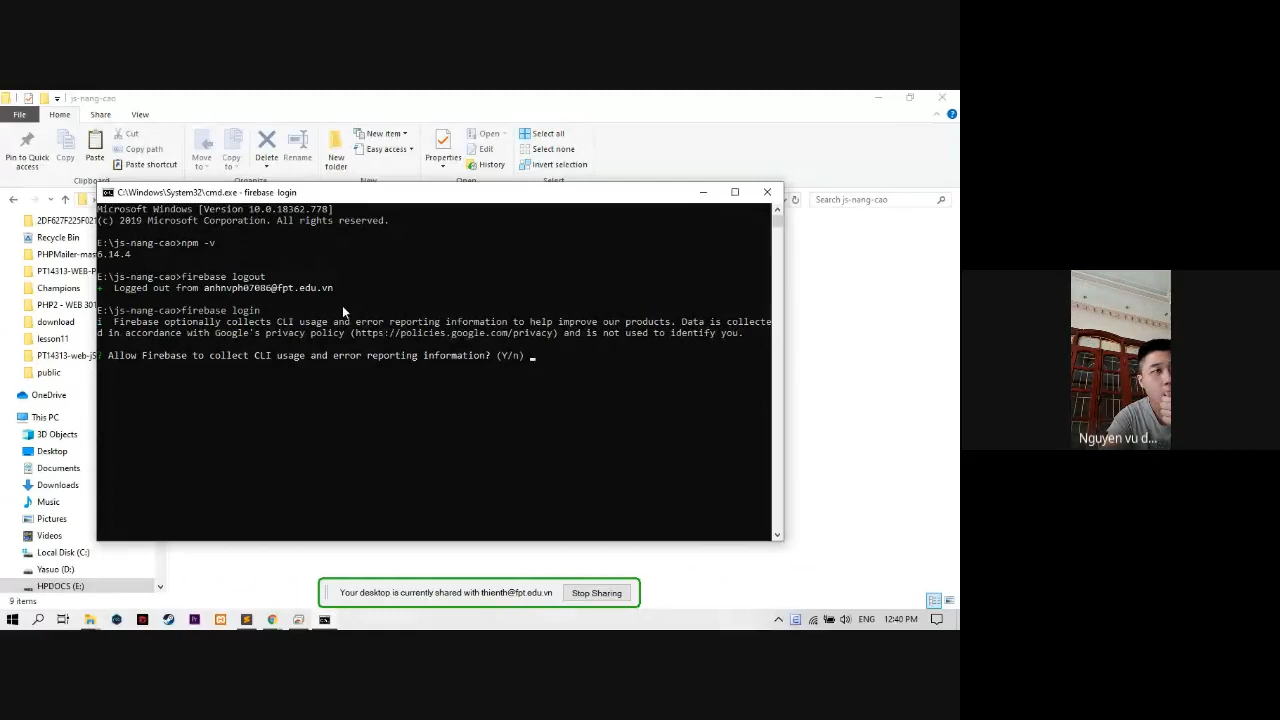 js-nang-cao
File Home Share View
Pin to Quick access
Copy
Paste
Cut
Copy path
Paste shortcut
Clipboard
Move to
Copy to
Delete
Rename
Organize
New folder
New item
Easy access
New
Properties
Open
Edit
History
Open
Select all
Select none
Invert selection
Select
Search js-nang-cao
2DF627F225F021
Recycle Bin
PHPMailer-mas
PT14313-WEB-P
Champions
PHP2 - WEB 301
download
lesson11
PT14313-web-js
public
OneDrive
This PC
3D Objects
Desktop
Documents
Downloads
Music
Pictures
Videos
Local Disk (C:)
Yasuo (D:)
HPDOCS (E:)
9 items
C:\Windows\System32\cmd.exe - firebase login
Microsoft Windows [Version 10.0.18362.778]
(c) 2019 Microsoft Corporation. All rights reserved.
E:\js-nang-cao>npm -v
6.14.4
E:\js-nang-cao>firebase logout
+ Logged out from anhnvph07086@fpt.edu.vn
E:\js-nang-cao>firebase login
i Firebase optionally collects CLI usage and error reporting information to help improve our products. Data is collecte
d in accordance with Google's privacy policy (https://policies.google.com/privacy) and is not used to identify you.
? Allow Firebase to collect CLI usage and error reporting information? (Y/n) _
Your desktop is currently shared with thienth@fpt.edu.vn
Stop Sharing
ENG
12:40 PM
Nguyen vu d...